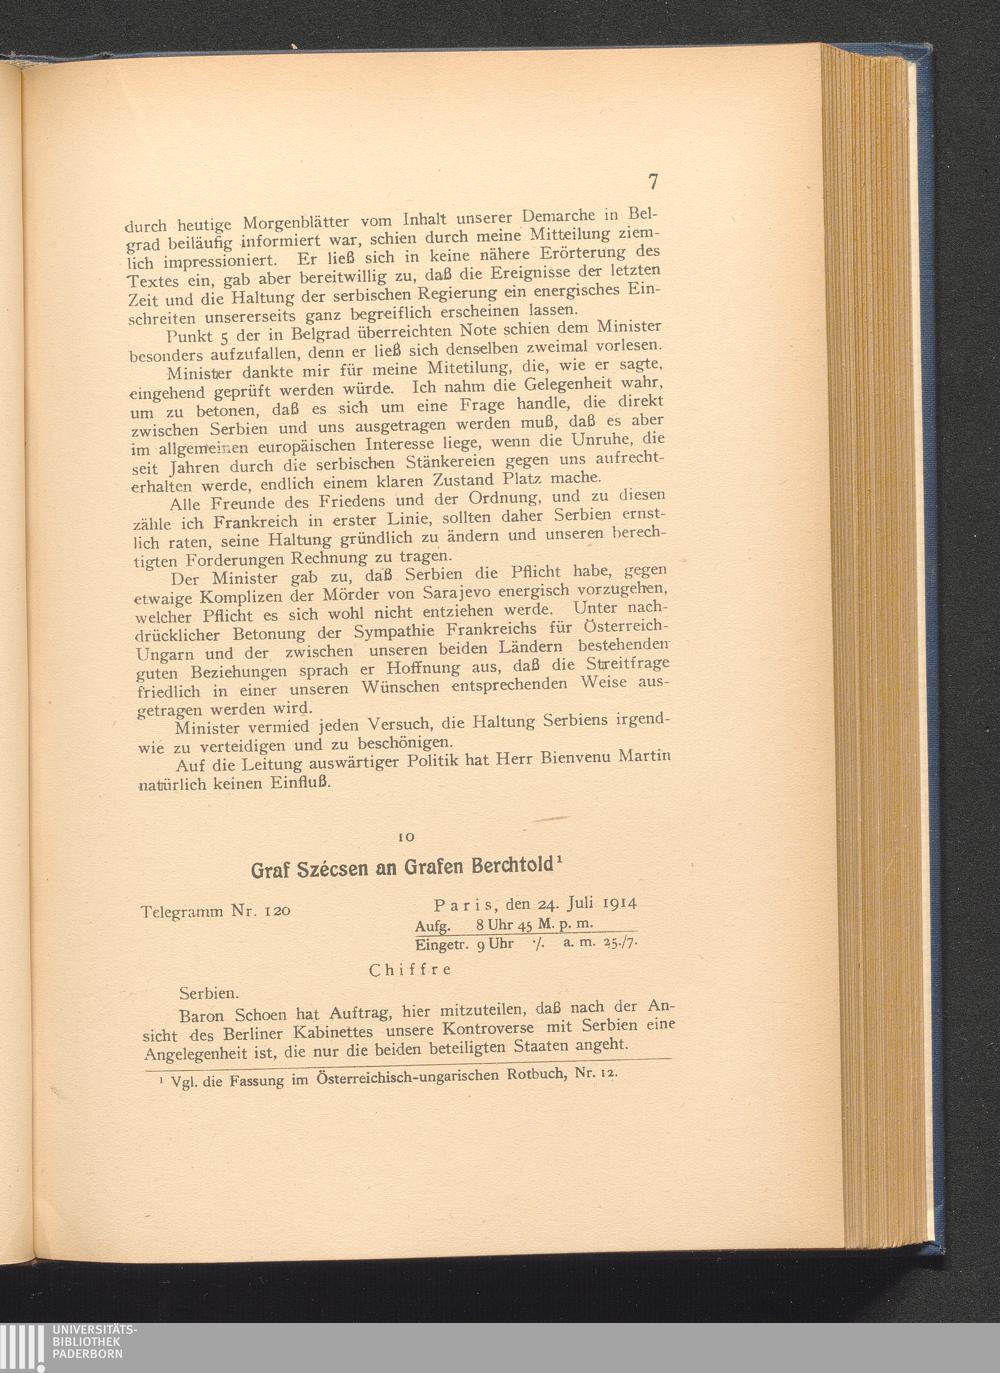 7
durch heutige Morgenblätter vom Inhalt unserer Demarche in Bel-
grad beiläufig informiert war, schien durch meine Mitteilung ziem-
lich impressioniert. Er ließ sich in keine nähere Erörterung des
Textes ein, gab aber bereitwillig zu, daß die Ereignisse der letzten
Zeit und die Haltung der serbischen Regierung ein energisches Ein-
schreiten unsererseits ganz begreiflich erscheinen lassen.
Punkt 5 der in Belgrad überreichten Note schien dem Minister
besonders aufzufallen, denn er ließ sich denselben zweimal vorlesen.
Minister dankte mir für meine Mitetilung, die, wie er sagte,
eingehend geprüft werden würde. Ich nahm die Gelegenheit wahr,
um zu betonen, daß es sich um eine Frage handle, die direkt
zwischen Serbien und uns ausgetragen werden muß, daß es aber
im allgemeinen europäischen Interesse liege, wenn die Unruhe, die
seit Jahren durch die serbischen Stänkereien gegen uns aufrecht-
erhalten werde, endlich einem klaren Zustand Platz mache.
Alle Freunde des Friedens und der Ordnung, und zu diesen
zähle ich Frankreich in erster Linie, sollten daher Serbien ernst-
lich raten, seine Haltung gründlich zu ändern und unseren berech-
tigten Forderungen Rechnung zu tragen.
Der Minister gab zu, daß Serbien die Pflicht habe, gegen
etwaige Komplizen der Mörder von Sarajevo energisch vorzugehen,
welcher Pflicht es sich wohl nicht entziehen werde. Unter nach-
drücklicher Betonung der Sympathie Frankreichs für Österreich-
Ungarn und der zwischen unseren beiden Ländern bestehenden
guten Beziehungen sprach er Hoffnung aus, daß die Streitfrage
friedlich in einer unseren Wünschen entsprechenden Weise aus-
getragen werden wird.
Minister vermied jeden Versuch, die Haltung Serbiens irgend-
wie zu verteidigen und zu beschönigen.
Auf die Leitung auswärtiger Politik hat Herr Bienvenu Martin
natürlich keinen Einfluß.
10
Graf Szécsen an Grafen Berchtold¹
Telegramm Nr. 120
Paris, den 24. Juli 1914
Aufg. 8 Uhr 45 M. p. m.
Eingetr. 9 Uhr ·/. a. m. 25./7.
Chiffre
Serbien.
Baron Schoen hat Auftrag, hier mitzuteilen, daß nach der An-
sicht des Berliner Kabinettes unsere Kontroverse mit Serbien eine
Angelegenheit ist, die nur die beiden beteiligten Staaten angeht.
¹ Vgl. die Fassung im Österreichisch-ungarischen Rotbuch, Nr. 12.
UNIVERSITÄTS-
BIBLIOTHEK
PADERBORN